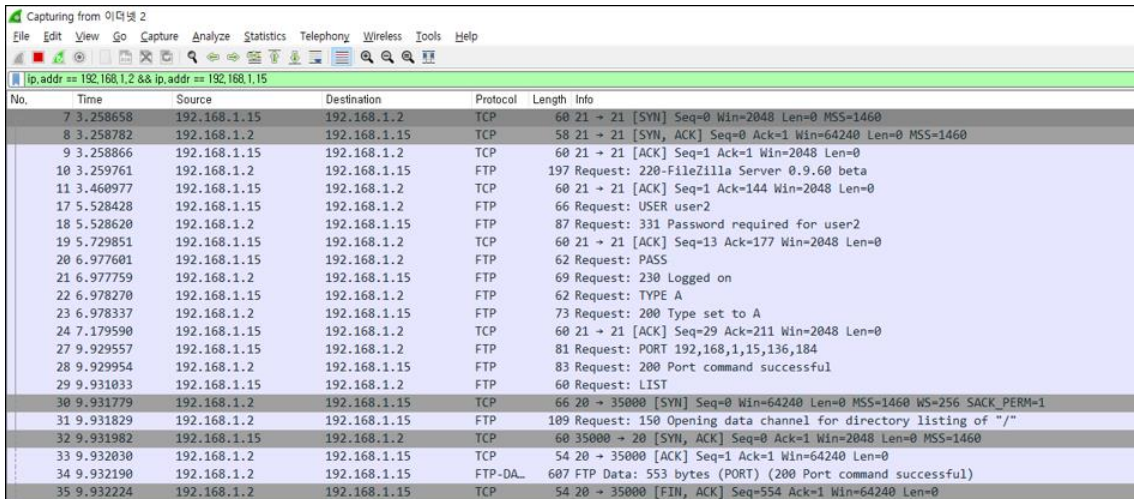 Capturing from 이더넷 2
File Edit View Go Capture Analyze Statistics Telephony Wireless Tools Help
ip,addr == 192,168,1,2 && ip,addr == 192,168,1,15
No, Time Source Destination Protocol Length Info
7 3.258658 192.168.1.15 192.168.1.2 TCP 60 21 → 21 [SYN] Seq=0 Win=2048 Len=0 MSS=1460
8 3.258782 192.168.1.2 192.168.1.15 TCP 58 21 → 21 [SYN, ACK] Seq=0 Ack=1 Win=64240 Len=0 MSS=1460
9 3.258866 192.168.1.15 192.168.1.2 TCP 60 21 → 21 [ACK] Seq=1 Ack=1 Win=2048 Len=0
10 3.259761 192.168.1.2 192.168.1.15 FTP 197 Request: 220-FileZilla Server 0.9.60 beta
11 3.460977 192.168.1.15 192.168.1.2 TCP 60 21 → 21 [ACK] Seq=1 Ack=144 Win=2048 Len=0
17 5.528428 192.168.1.15 192.168.1.2 FTP 66 Request: USER user2
18 5.528620 192.168.1.2 192.168.1.15 FTP 87 Request: 331 Password required for user2
19 5.729851 192.168.1.15 192.168.1.2 TCP 60 21 → 21 [ACK] Seq=13 Ack=177 Win=2048 Len=0
20 6.977601 192.168.1.15 192.168.1.2 FTP 62 Request: PASS
21 6.977759 192.168.1.2 192.168.1.15 FTP 69 Request: 230 Logged on
22 6.978270 192.168.1.15 192.168.1.2 FTP 62 Request: TYPE A
23 6.978337 192.168.1.2 192.168.1.15 FTP 73 Request: 200 Type set to A
24 7.179590 192.168.1.15 192.168.1.2 TCP 60 21 → 21 [ACK] Seq=29 Ack=211 Win=2048 Len=0
27 9.929557 192.168.1.15 192.168.1.2 FTP 81 Request: PORT 192,168,1,15,136,184
28 9.929954 192.168.1.2 192.168.1.15 FTP 83 Request: 200 Port command successful
29 9.931033 192.168.1.15 192.168.1.2 FTP 60 Request: LIST
30 9.931779 192.168.1.2 192.168.1.15 TCP 66 20 → 35000 [SYN] Seq=0 Win=64240 Len=0 MSS=1460 WS=256 SACK_PERM=1
31 9.931829 192.168.1.2 192.168.1.15 FTP 109 Request: 150 Opening data channel for directory listing of "/"
32 9.931982 192.168.1.15 192.168.1.2 TCP 60 35000 → 20 [SYN, ACK] Seq=0 Ack=1 Win=2048 Len=0 MSS=1460
33 9.932030 192.168.1.2 192.168.1.15 TCP 54 20 → 35000 [ACK] Seq=1 Ack=1 Win=64240 Len=0
34 9.932190 192.168.1.2 192.168.1.15 FTP-DA… 607 FTP Data: 553 bytes (PORT) (200 Port command successful)
35 9.932224 192.168.1.2 192.168.1.15 TCP 54 20 → 35000 [FIN, ACK] Seq=554 Ack=1 Win=64240 Len=0